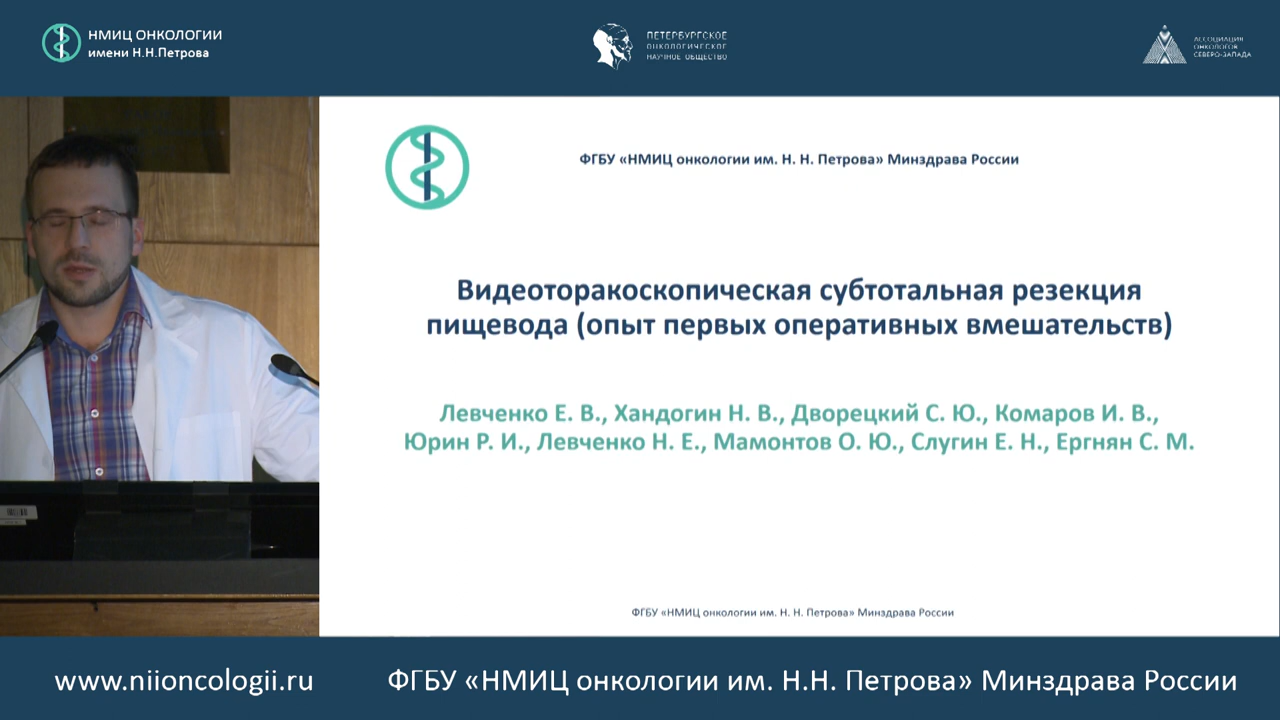 НМИЦ ОНКОЛОГИИ
имени Н.Н.Петрова
ПЕТЕРБУРГСКОЕ
ОНКОЛОГИЧЕСКОЕ
НАУЧНОЕ ОБЩЕСТВО
АССОЦИАЦИЯ
ОНКОЛОГОВ
СЕВЕРО-ЗАПАДА
ФГБУ «НМИЦ онкологии им. Н. Н. Петрова» Минздрава России
Видеоторакоскопическая субтотальная резекция
пищевода (опыт первых оперативных вмешательств)
Левченко Е. В., Хандогин Н. В., Дворецкий С. Ю., Комаров И. В.,
Юрин Р. И., Левченко Н. Е., Мамонтов О. Ю., Слугин Е. Н., Ергнян С. М.
ФГБУ «НМИЦ онкологии им. Н. Н. Петрова» Минздрава России
www.niioncologii.ru
ФГБУ «НМИЦ онкологии им. Н.Н. Петрова» Минздрава России